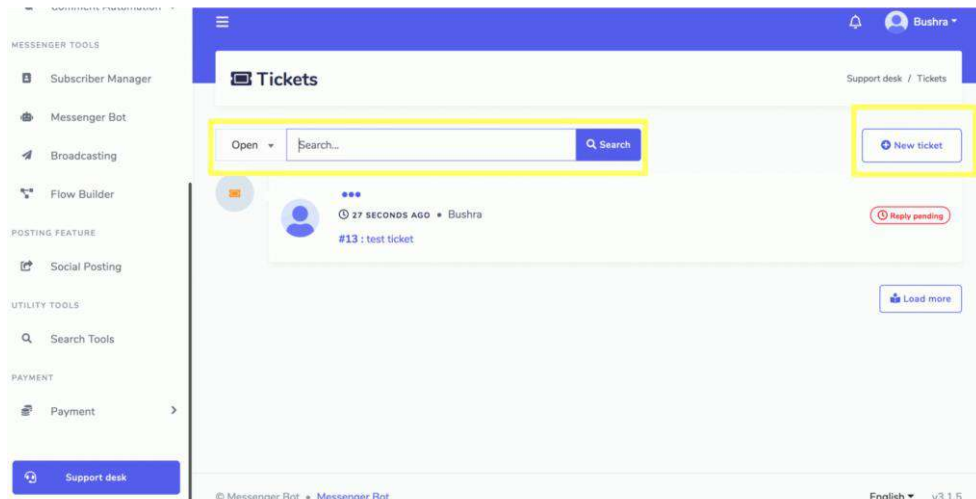 Comment Automation
MESSENGER TOOLS
Subscriber Manager
Messenger Bot
Broadcasting
Flow Builder
POSTING FEATURE
Social Posting
UTILITY TOOLS
Search Tools
PAYMENT
Payment
Support desk
Bushra
Tickets
Support desk / Tickets
Open Search... Search
New ticket
27 SECONDS AGO • Bushra
#13 : test ticket
Reply pending
Load more
© Messenger Bot • Messenger Bot
English v3.1.5